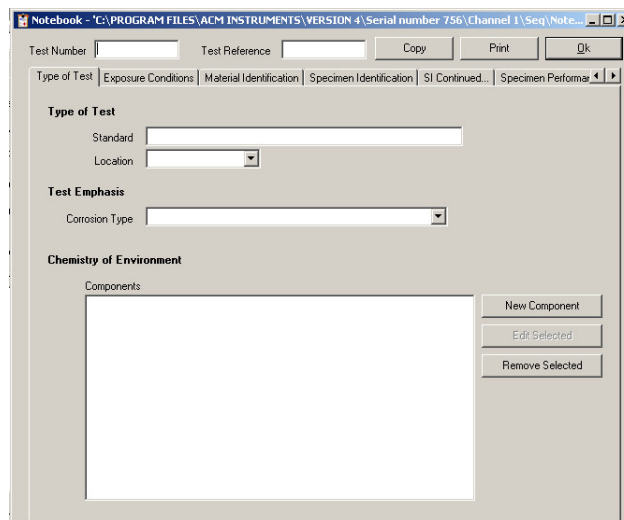 Notebook - 'C:\PROGRAM FILES\ACM INSTRUMENTS\VERSION 4\Serial number 756\Channel 1\Seq\Note...
Test Number Test Reference Copy Print Ok
Type of Test Exposure Conditions Material Identification Specimen Identification SI Continued... Specimen Performan
Type of Test
Standard
Location
Test Emphasis
Corrosion Type
Chemistry of Environment
Components
New Component
Edit Selected
Remove Selected